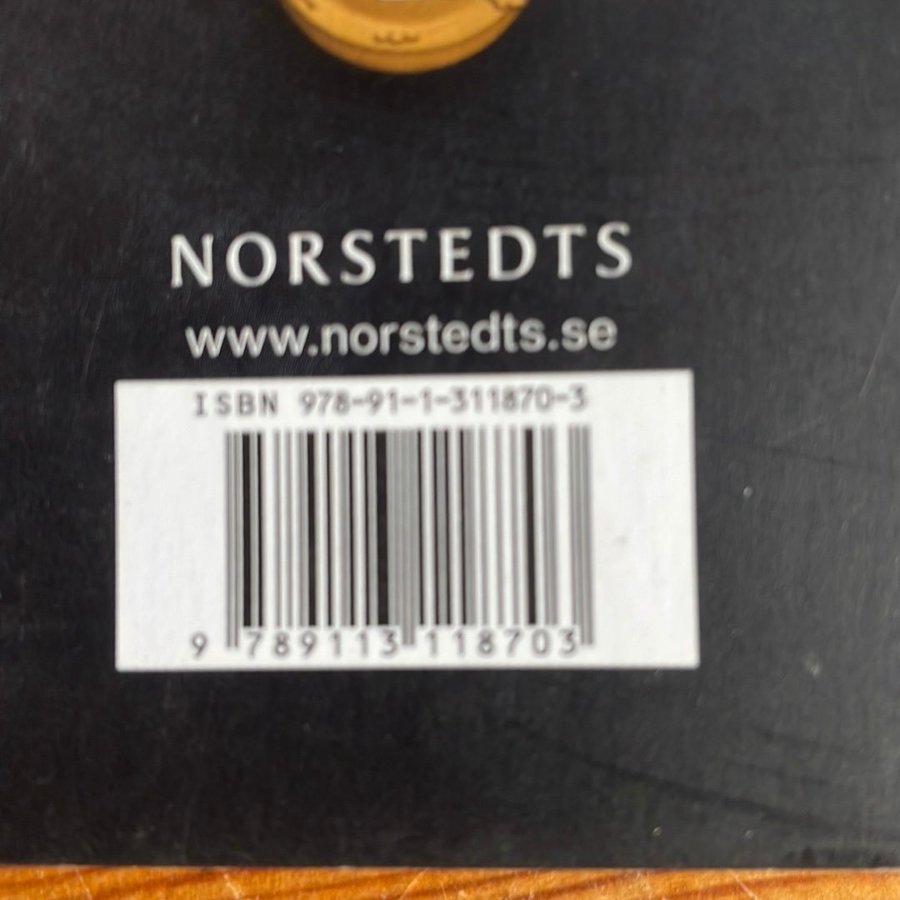 NORSTEDTS
www.norstedts.se
ISBN 978-91-1-311870-3
9 789113 118703